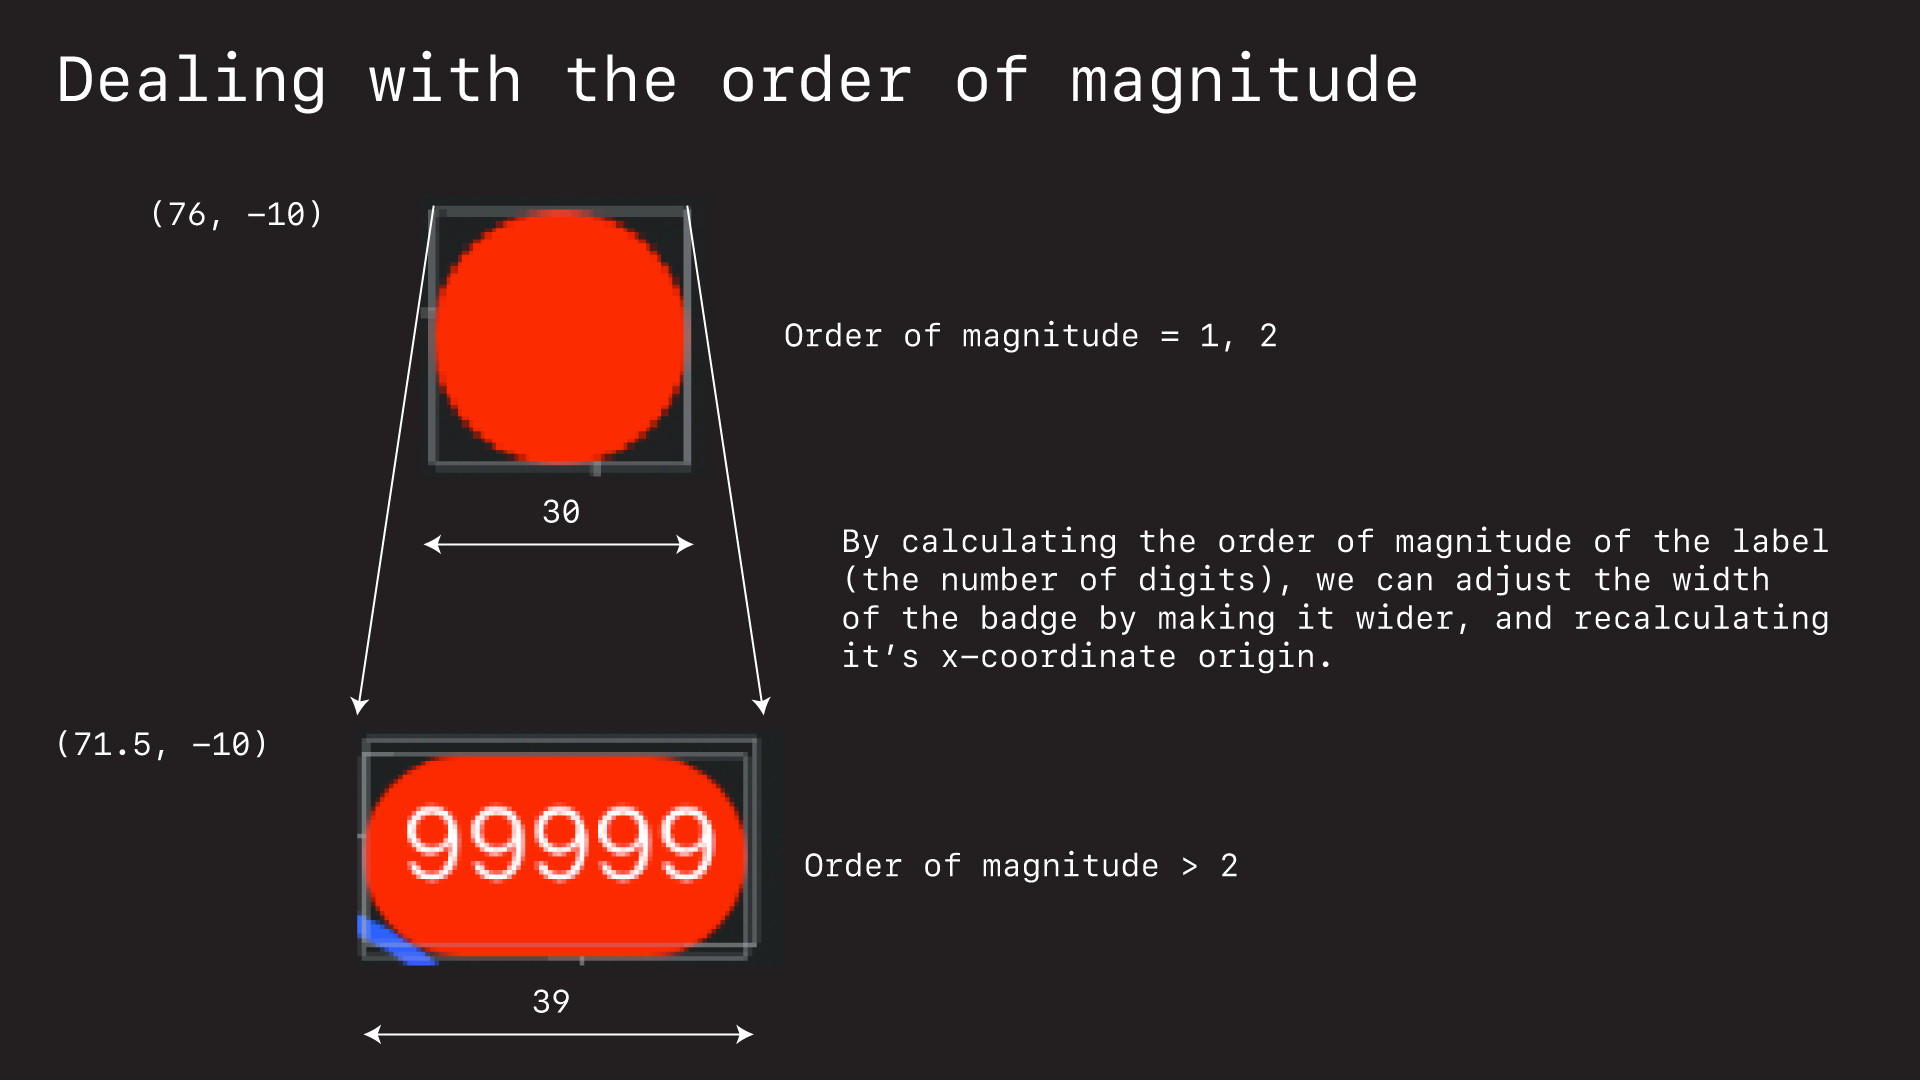 Dealing with the order of magnitude
(76, –10)
Order of magnitude = 1, 2
30
By calculating the order of magnitude of the label
(the number of digits), we can adjust the width
of the badge by making it wider, and recalculating
it’s x–coordinate origin.
(71.5, –10)
99999
Order of magnitude > 2
39